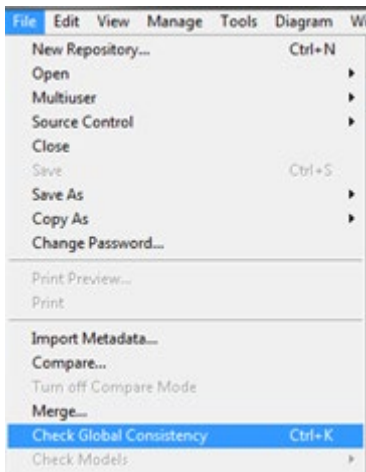 File Edit View Manage Tools Diagram
New Repository... Ctrl+N
Open
Multiuser
Source Control
Close
Save Ctrl+S
Save As
Copy As
Change Password...
Print Preview...
Print
Import Metadata...
Compare...
Turn off Compare Mode
Merge...
Check Global Consistency Ctrl+K
Check Models